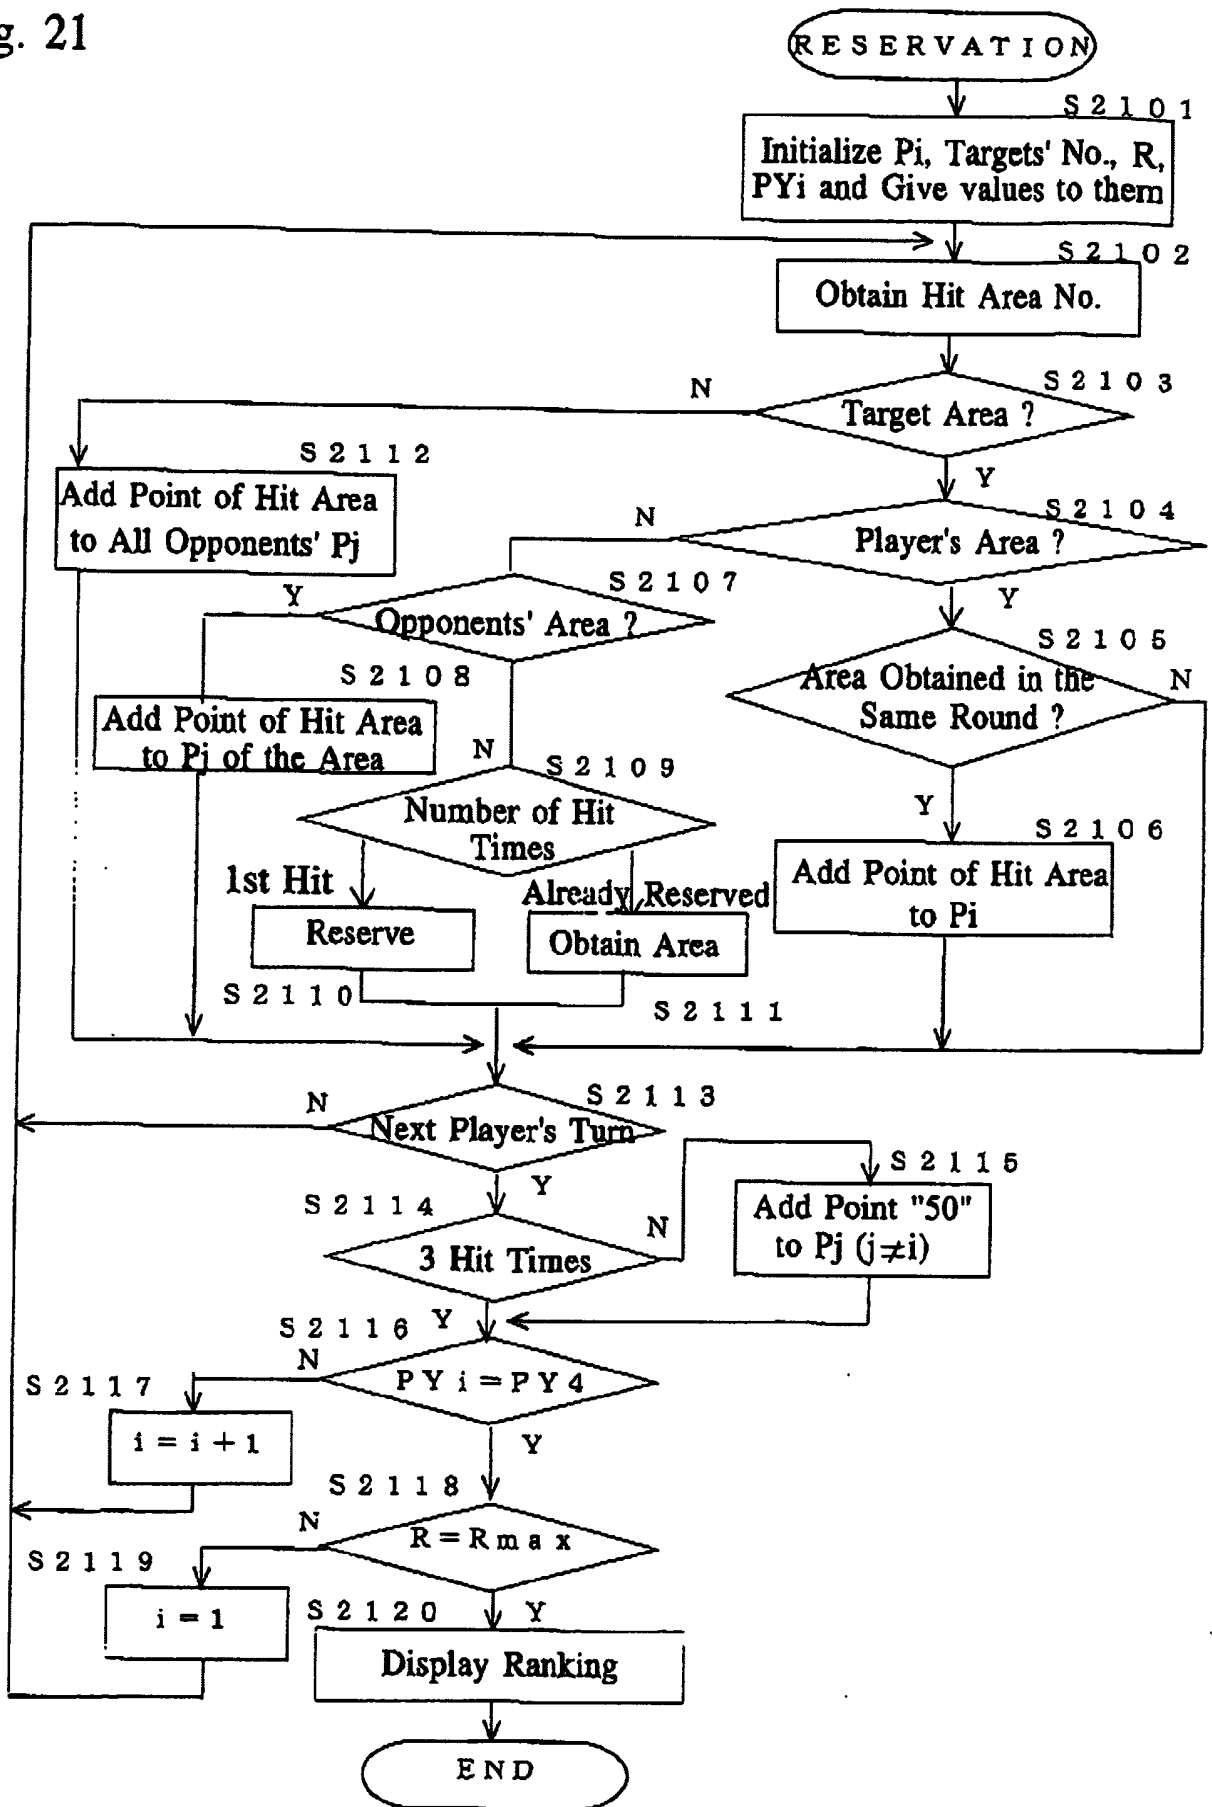 g. 21
RESERVATION
S2101
Initialize Pi, Targets' No., R,
PYi and Give values to them
S2102
Obtain Hit Area No.
S2103
N
Target Area ?
Y
S2112
Add Point of Hit Area
to All Opponents' Pj
S2104
N
Player's Area ?
Y
S2107
Y
Opponents' Area ?
N
S2108
Add Point of Hit Area
to Pj of the Area
S2105
Area Obtained in the
Same Round ?
N
Y
S2109
Number of Hit
Times
1st Hit
Already Reserved
Reserve
Obtain Area
S2110
S2111
S2106
Add Point of Hit Area
to Pi
S2113
N
Next Player's Turn
Y
S2114
3 Hit Times
N
Y
S2115
Add Point "50"
to Pj (j≠i)
S2116
N
PYi=PY4
Y
S2117
i = i + 1
S2118
N
R=Rmax
Y
S2119
i = 1
S2120
Display Ranking
END